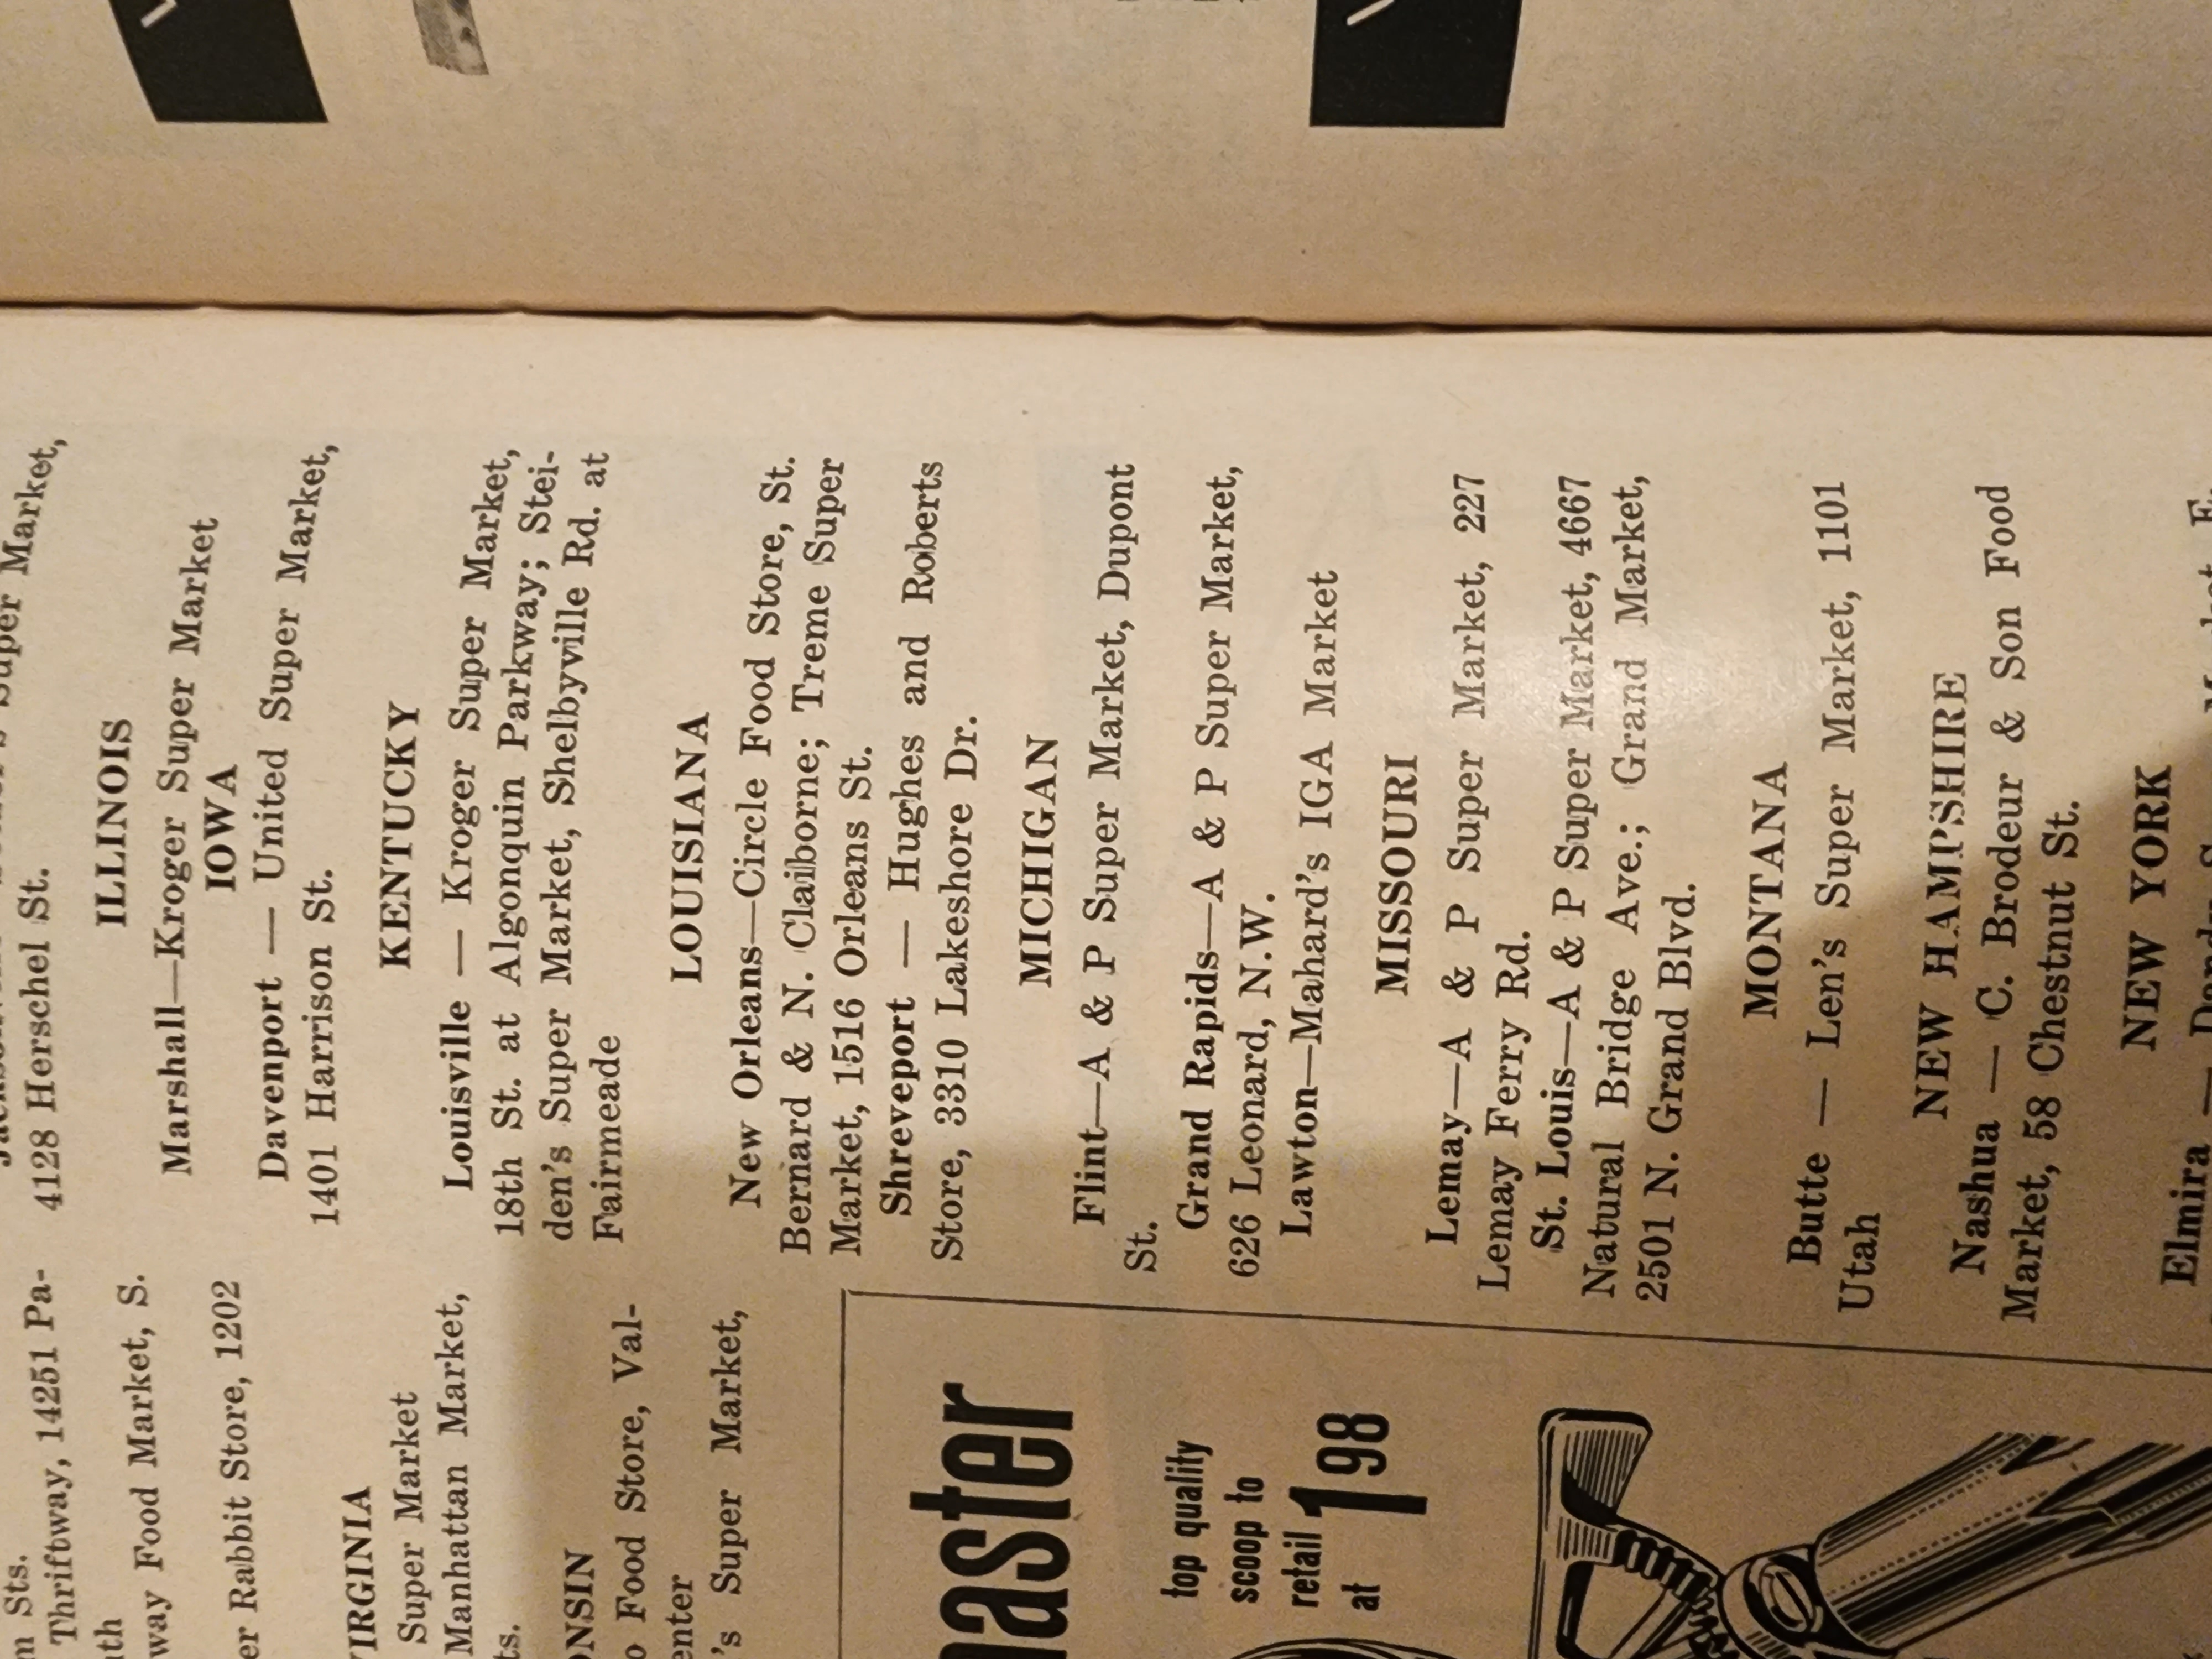 Super Market,
4128 Herschel St.
ILLINOIS
Marshall—Kroger Super Market
IOWA
Davenport — United Super Market,
1401 Harrison St.
KENTUCKY
Louisville — Kroger Super Market,
18th St. at Algonquin Parkway; Stei-
den's Super Market, Shelbyville Rd. at
Fairmeade
LOUISIANA
New Orleans—Circle Food Store, St.
Bernard & N. Claiborne; Treme Super
Market, 1516 Orleans St.
Shreveport — Hughes and Roberts
Store, 3310 Lakeshore Dr.
MICHIGAN
Flint—A & P Super Market, Dupont
St.
Grand Rapids—A & P Super Market,
626 Leonard, N.W.
Lawton—Mahard's IGA Market
MISSOURI
Lemay—A & P Super Market, 227
Lemay Ferry Rd.
St. Louis—A & P Super Market, 4667
Natural Bridge Ave.; Grand Market,
2501 N. Grand Blvd.
MONTANA
Butte — Len's Super Market, 1101
Utah
NEW HAMPSHIRE
Nashua — C. Brodeur & Son Food
Market, 58 Chestnut St.
NEW YORK
Elmira —
m Sts.
Thriftway, 14251 Pa-
ath
way Food Market, S.
er Rabbit Store, 1202
VIRGINIA
Super Market
Manhattan Market,
ts.
ONSIN
o Food Store, Val-
enter
's Super Market,
master
top quality
scoop to
retail
at 1 98